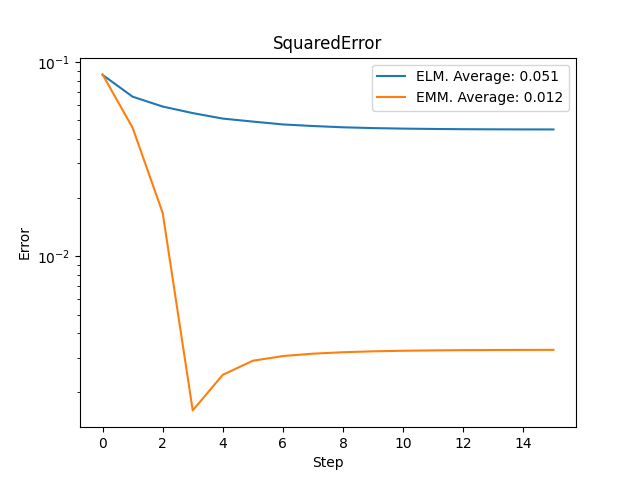 SquaredError
ELM. Average: 0.051
EMM. Average: 0.012
10^{-1}
10^{-2}
Error
0 2 4 6 8 10 12 14
Step